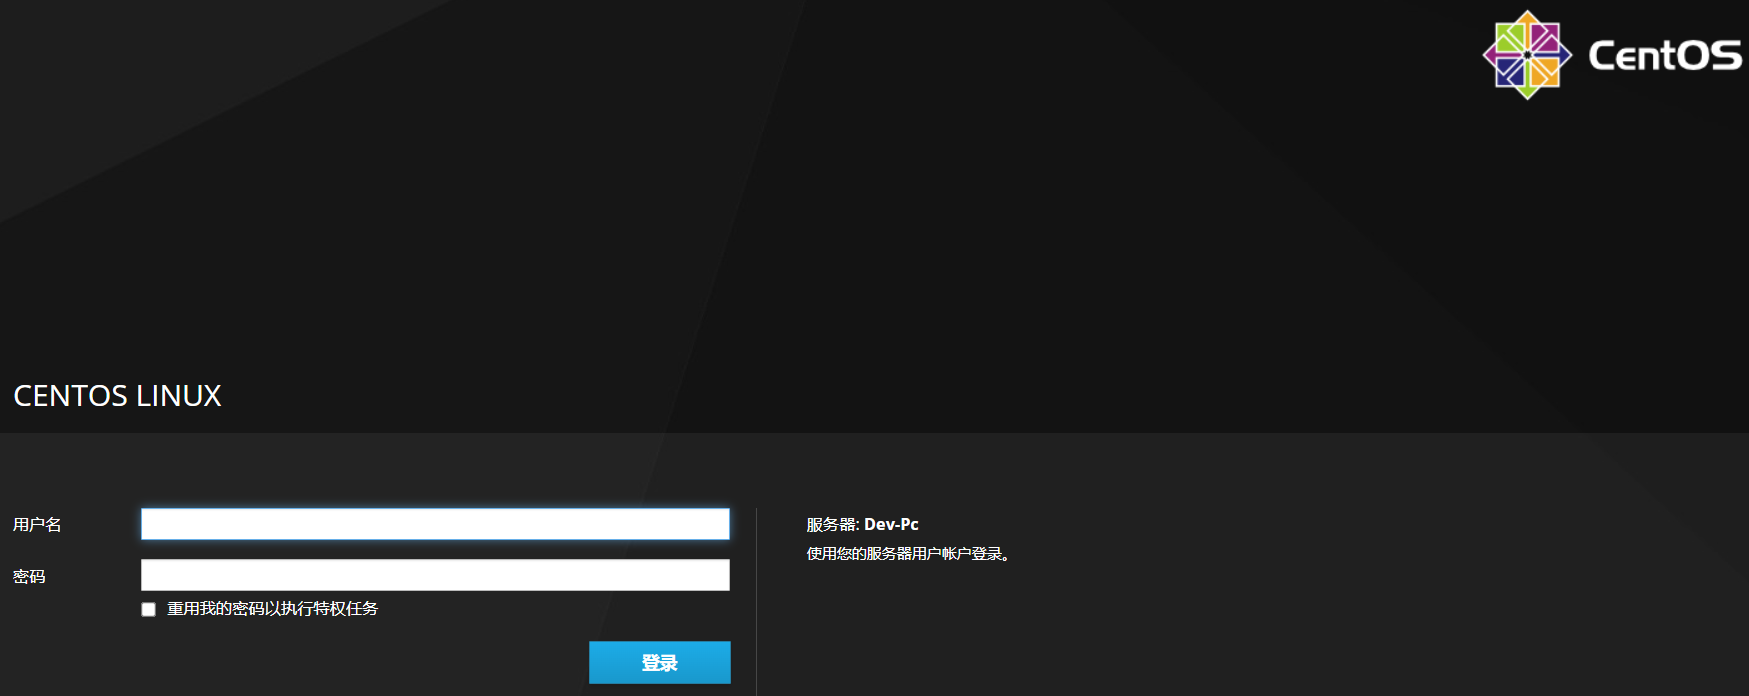 CentOS
CENTOS LINUX
用户名
密码
重用我的密码以执行特权任务
登录
服务器: Dev-Pc
使用您的服务器用户帐户登录。